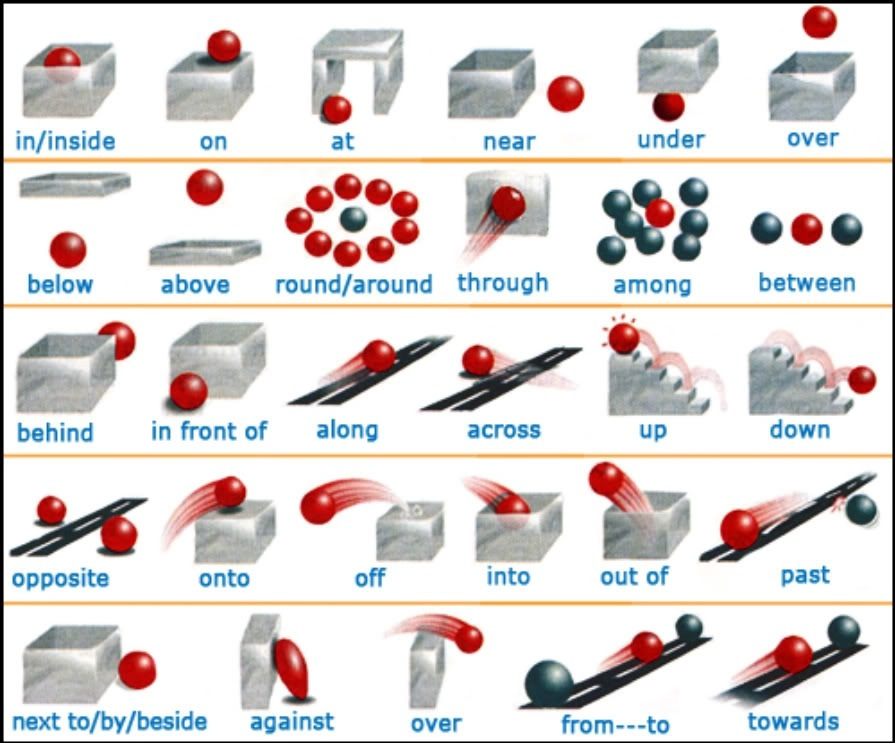 in/inside on at near under over
below above round/around through among between
behind in front of along across up down
opposite onto off into out of past
next to/by/beside against over from---to towards